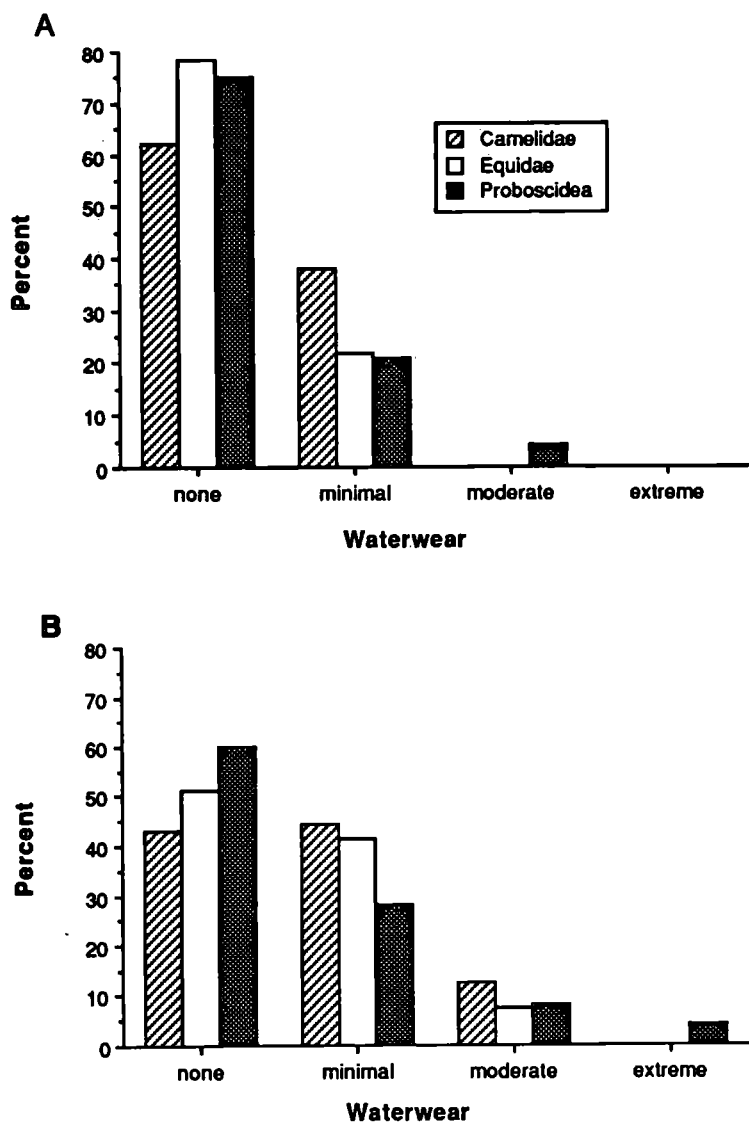 A
80
70
60
50
40
30
20
10
0
Percent
Camelidae
Equidae
Proboscidea
none minimal moderate extreme
Waterwear
B
80
70
60
50
40
30
20
10
0
Percent
none minimal moderate extreme
Waterwear